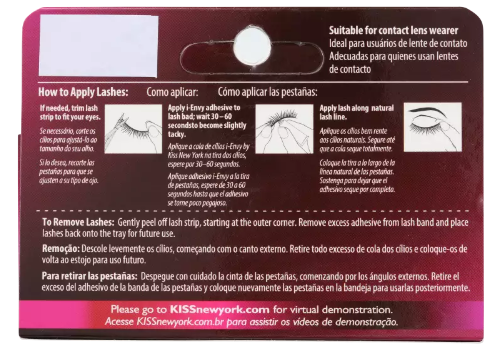 Suitable for contact lens wearer
Ideal para usuários de lente de contato
Adecuadas para quienes usan lentes
de contacto
How to Apply Lashes: Como aplicar: Cómo aplicar las pestañas:
If needed, trim lash
strip to fit your eyes.
Se necessário, corte os
cílios para ajustá-lo ao
tamanho do seu olho.
Si lo desea, recorte las
pestañas para que se
ajusten a su tipo de ojo.
Apply i-Envy adhesive to
lash bad; wait 30–60
secondsto become slightly
tacky.
Aplique a cola de cílios i-Envy by
Kiss New York na tira dos cílios,
espere por 30-60 segundos.
Aplique adhesivo i-Envy a la tira
de pestañas, espere de 30 a 60
segundos hasta que el adhesivo
se torne poco pegajoso.
Apply lash along natural
lash line.
Aplique os cílios bem rente
aos cílios naturais. Segure até
que a cola seque totalmente.
Coloque la tira a lo largo de la
línea natural de las pestañas.
Sostenga para dejar que el
adhesivo seque por completo.
To Remove Lashes: Gently peel off lash strip, starting at the outer corner. Remove excess adhesive from lash band and place
lashes back onto the tray for future use.
Remoção: Descole levemente os cílios, começando com o canto externo. Retire todo excesso de cola dos cílios e coloque-os de
volta ao estojo para uso futuro.
Para retirar las pestañas: Despegue con cuidado la cinta de las pestañas, comenzando por los ángulos externos. Retire el
exceso del adhesivo de la banda de las pestañas y coloque nuevamente las pestañas en la bandeja para usarlas posteriormente.
Please go to KISSnewyork.com for virtual demonstration.
Acesse KISSnewyork.com.br para assistir os vídeos de demonstração.